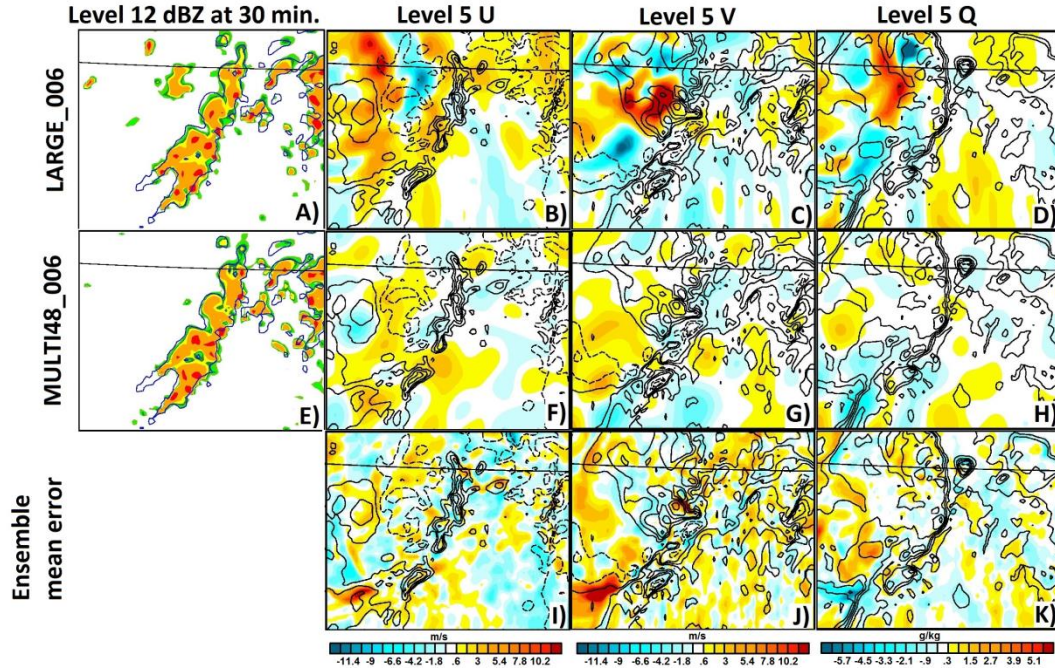 Level 12 dBZ at 30 min.
Level 5 U
Level 5 V
Level 5 Q
LARGE_006
A)
B)
C)
D)
MULTI48_006
E)
F)
G)
H)
Ensemble
mean error
I)
J)
K)
m/s
m/s
g/kg
-11.4 -9 -6.6 -4.2 -1.8 .6 3 5.4 7.8 10.2
-11.4 -9 -6.6 -4.2 -1.8 .6 3 5.4 7.8 10.2
-5.7 -4.5 -3.3 -2.1 -.9 .3 1.5 2.7 3.9 5.1